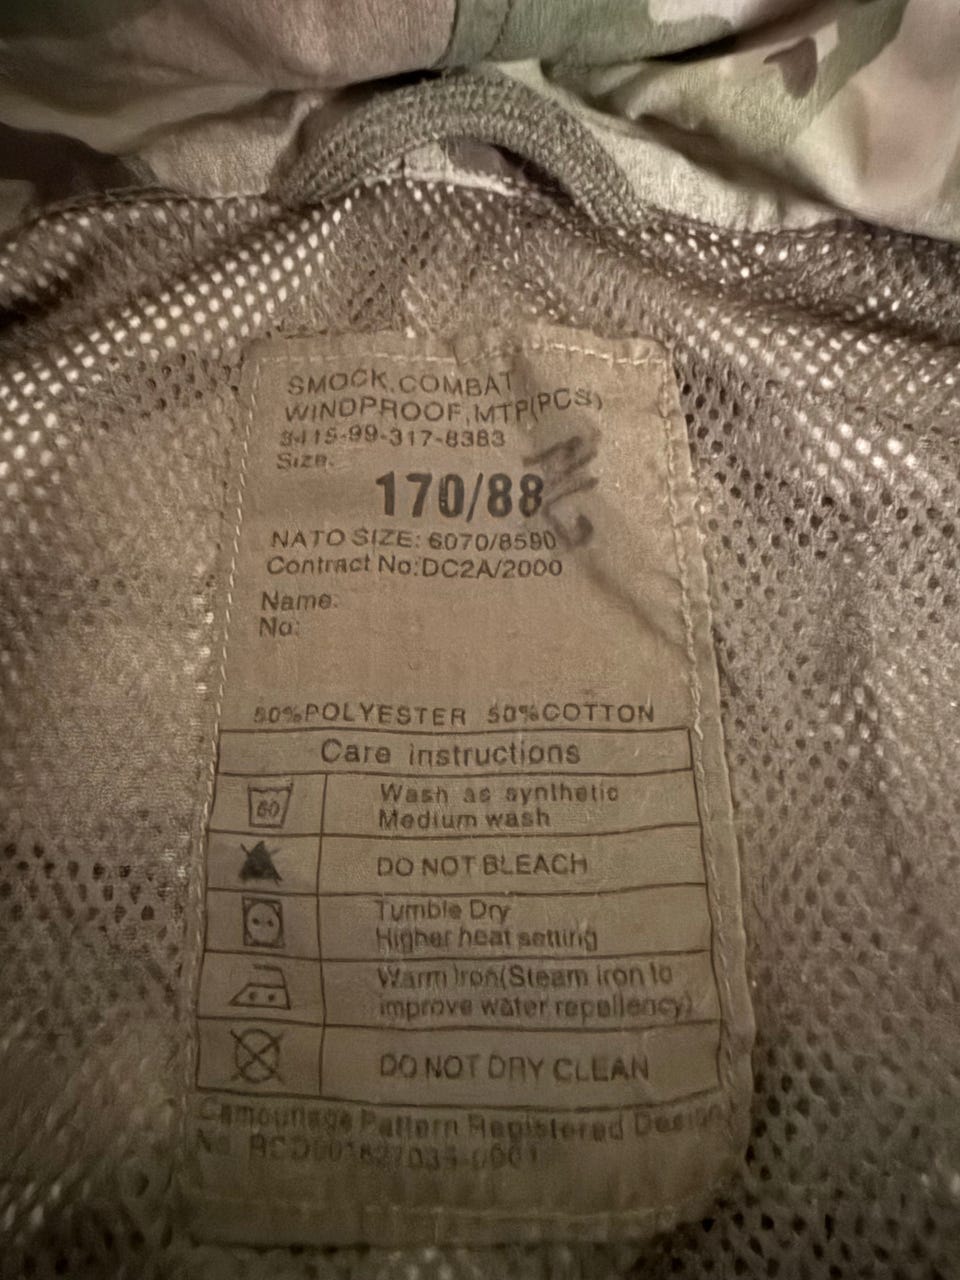 SMOCK, COMBAT
WINDPROOF, MTP(PCS)
8415-99-317-8383
Size:
170/88
NATO SIZE: 6070/8590
Contract No:DC2A/2000
Name:
No:
50%POLYESTER 50%COTTON
Care instructions
60
Wash as synthetic
Medium wash
DO NOT BLEACH
Tumble Dry
Higher heat setting
Warm Iron(Steam iron to
improve water repellency)
DO NOT DRY CLEAN
Camouflage Pattern Registered Design
No